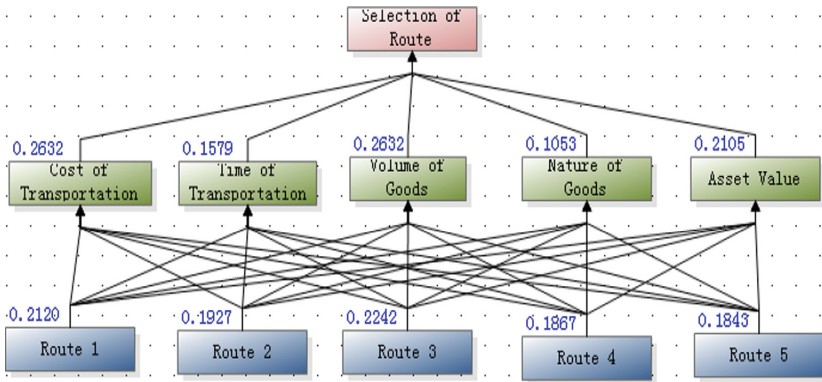 Selection of
Route
0.2632
0.1579
0.2632
0.1053
0.2105
Cost of
Transportation
Time of
Transportation
Volume of
Goods
Nature of
Goods
Asset Value
0.2120
0.1927
0.2242
0.1867
0.1843
Route 1
Route 2
Route 3
Route 4
Route 5